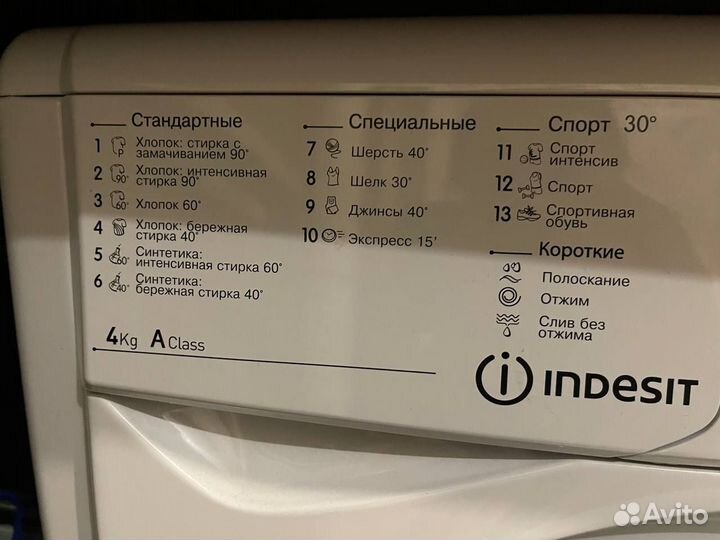 Стандартные
1 Хлопок: стирка с
замачиванием 90°
2 Хлопок: интенсивная
стирка 90°
3 Хлопок 60°
4 Хлопок: бережная
стирка 40°
5 Синтетика:
интенсивная стирка 60°
6 Синтетика:
бережная стирка 40°
4Kg A Class
Специальные
7 Шерсть 40°
8 Шелк 30°
9 Джинсы 40°
10 Экспресс 15'
Спорт 30°
11 Спорт
интенсив
12 Спорт
13 Спортивная
обувь
Короткие
Полоскание
Отжим
Слив без
отжима
INDESIT
Avito